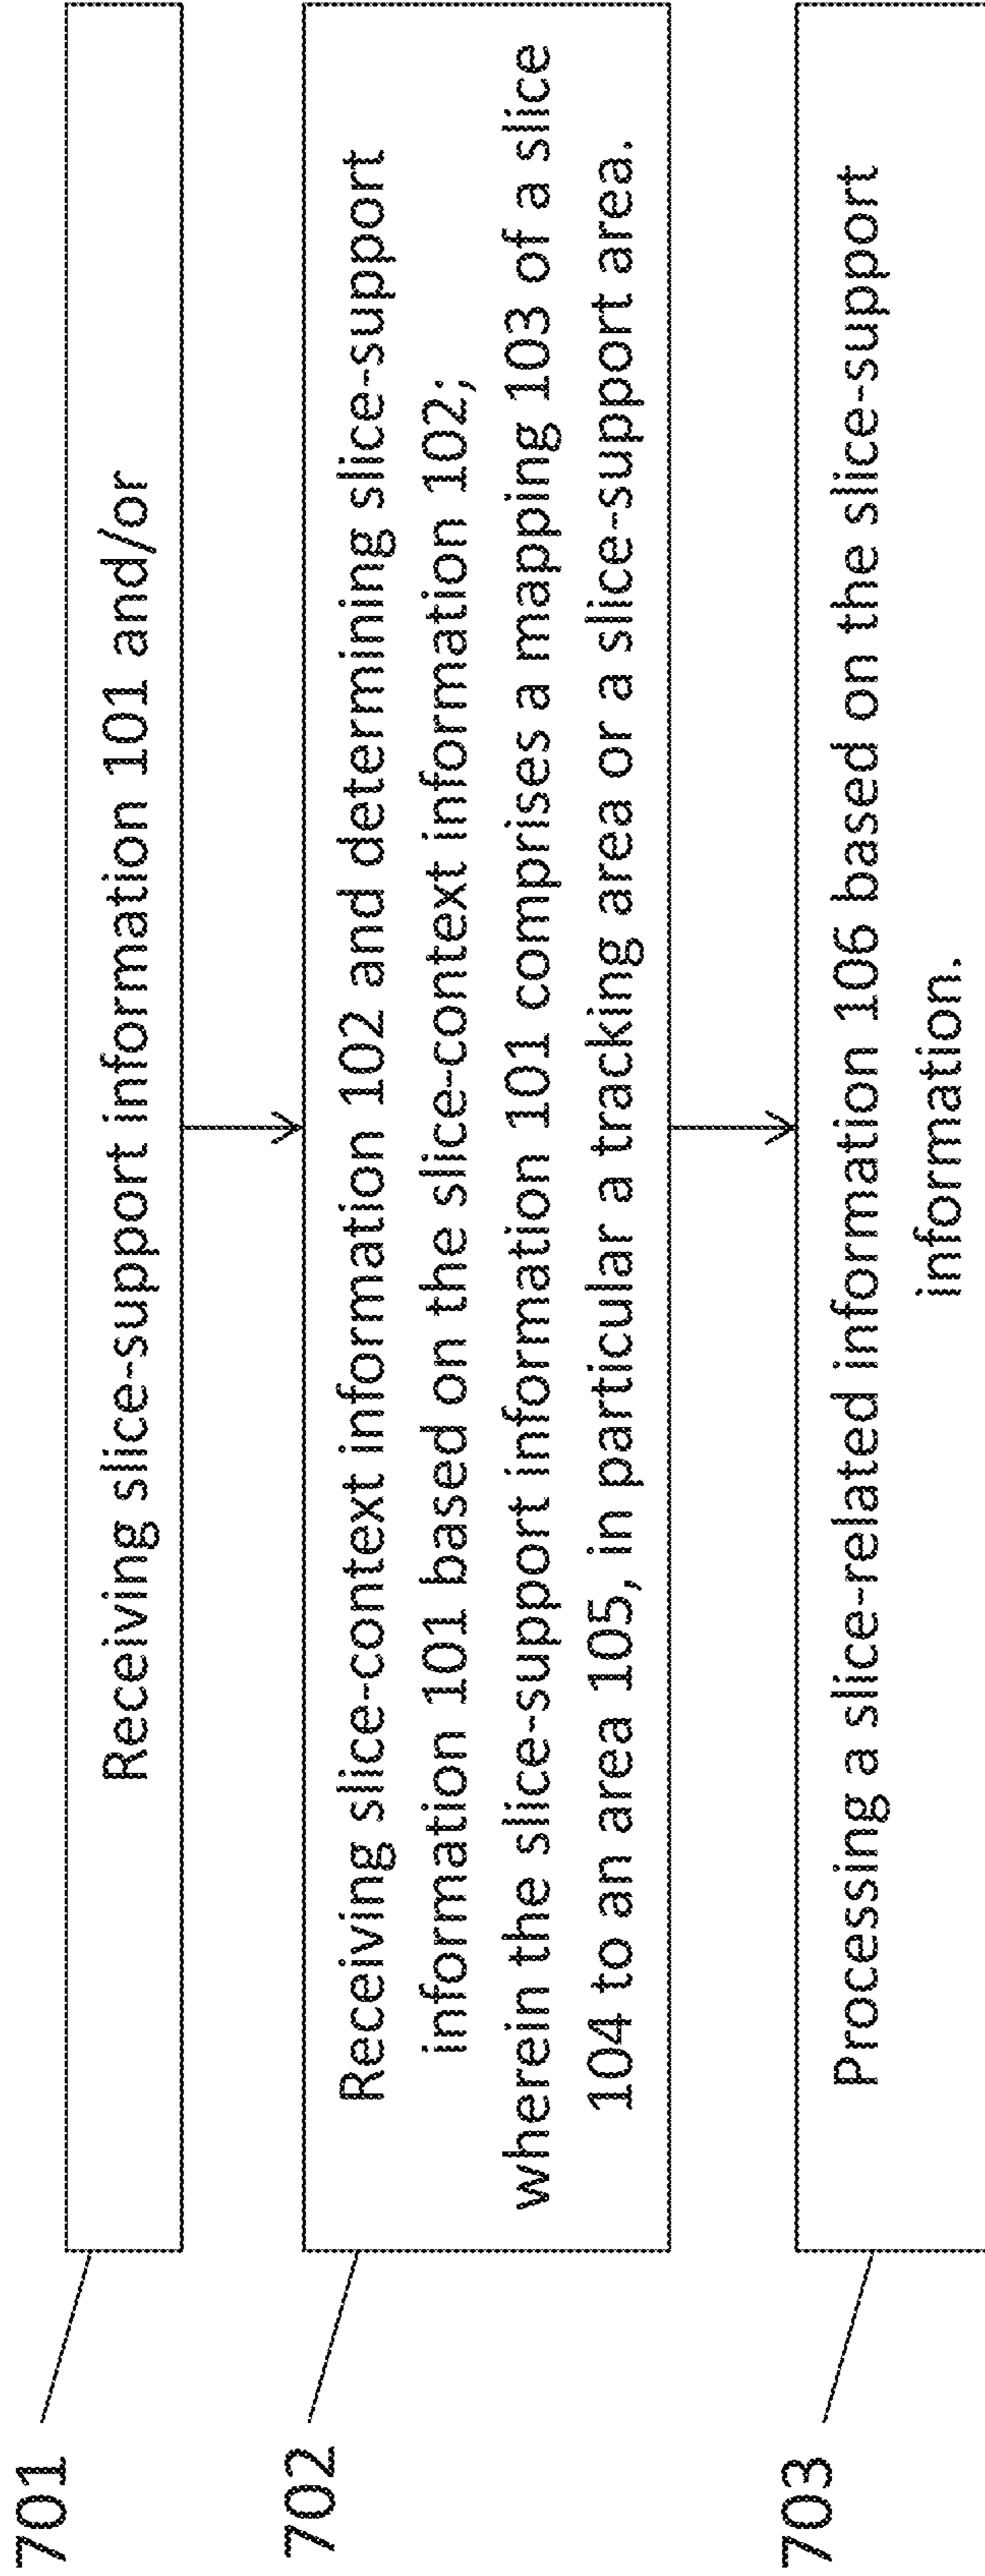 701
Receiving slice-support information 101 and/or
702
Receiving slice-context information 102 and determining slice-support
information 101 based on the slice-context information 102;
wherein the slice-support information 101 comprises a mapping 103 of a slice
104 to an area 105, in particular a tracking area or a slice-support area.
703
Processing a slice-related information 106 based on the slice-support
information.